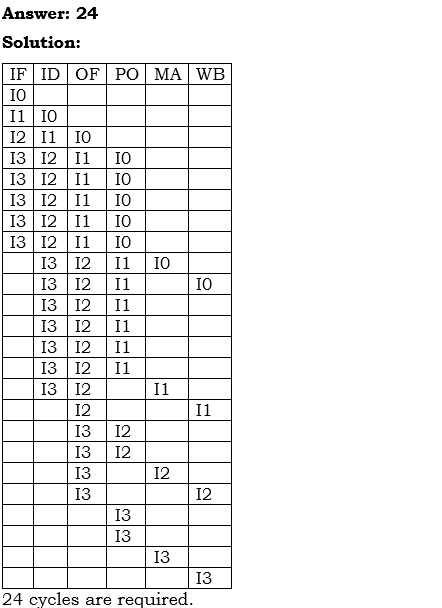 Answer: 24
Solution:
IF ID OF PO MA WB
I0
I1 I0
I2 I1 I0
I3 I2 I1 I0
I3 I2 I1 I0
I3 I2 I1 I0
I3 I2 I1 I0
I3 I2 I1 I0
I3 I2 I1 I0
I3 I2 I1 I0
I3 I2 I1
I3 I2 I1
I3 I2 I1
I3 I2 I1
I3 I2 I1
I2 I1
I3 I2
I3 I2
I3 I2
I3 I2
I3
I3
I3
I3
24 cycles are required.